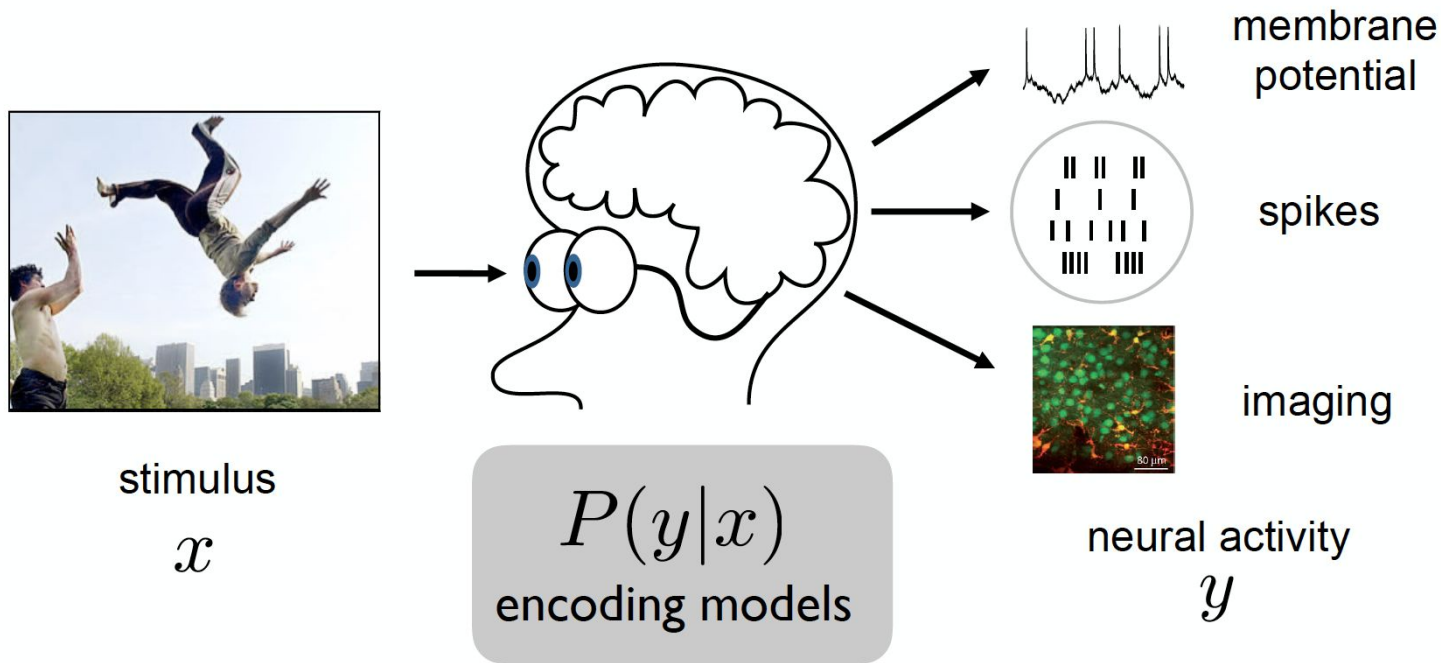 stimulus
x
P(y|x)
encoding models
membrane
potential
spikes
imaging
80 μm
neural activity
y